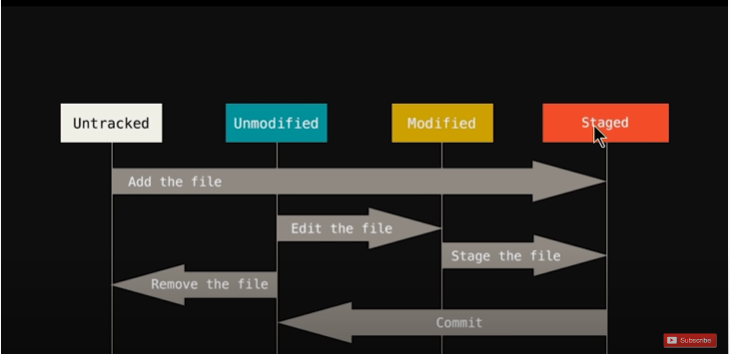 Untracked
Unmodified
Modified
Staged
Add the file
Edit the file
Stage the file
Remove the file
Commit
Subscribe